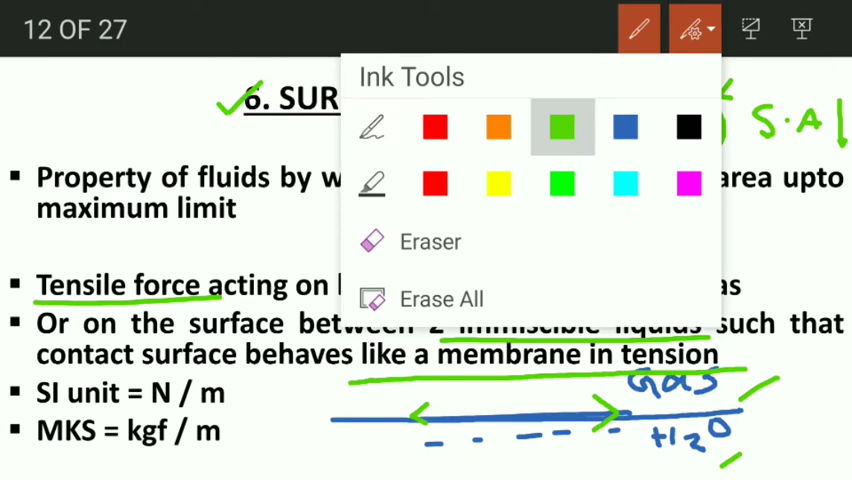 12 OF 27
Ink Tools
6. SUR
S.A↓
Property of fluids by w
area upto
maximum limit
Eraser
Tensile force acting on
as
Erase All
Or on the surface between 2 immiscible liquids such that
contact surface behaves like a membrane in tension
Gas
SI unit = N / m
MKS = kgf / m
H2O